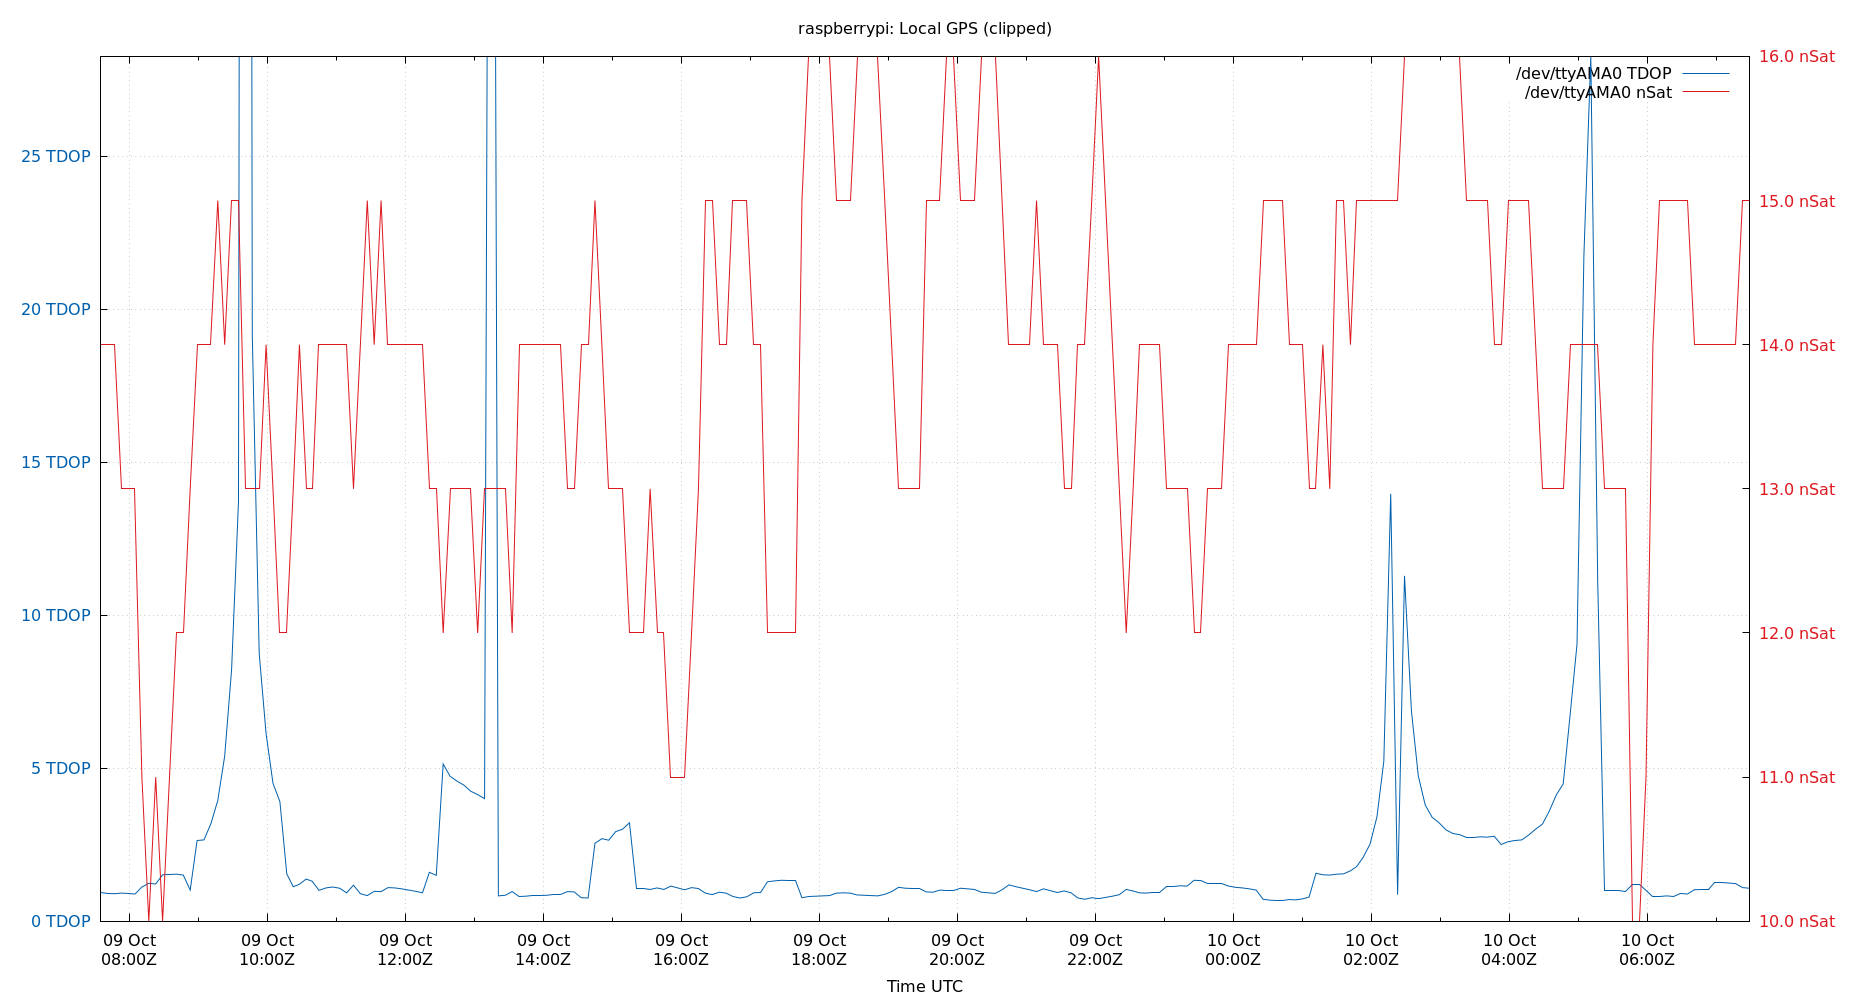 raspberrypi: Local GPS (clipped)
/dev/ttyAMA0 TDOP
/dev/ttyAMA0 nSat
25 TDOP
20 TDOP
15 TDOP
10 TDOP
5 TDOP
0 TDOP
16.0 nSat
15.0 nSat
14.0 nSat
13.0 nSat
12.0 nSat
11.0 nSat
10.0 nSat
09 Oct
08:00Z
09 Oct
10:00Z
09 Oct
12:00Z
09 Oct
14:00Z
09 Oct
16:00Z
09 Oct
18:00Z
09 Oct
20:00Z
09 Oct
22:00Z
10 Oct
00:00Z
10 Oct
02:00Z
10 Oct
04:00Z
10 Oct
06:00Z
Time UTC